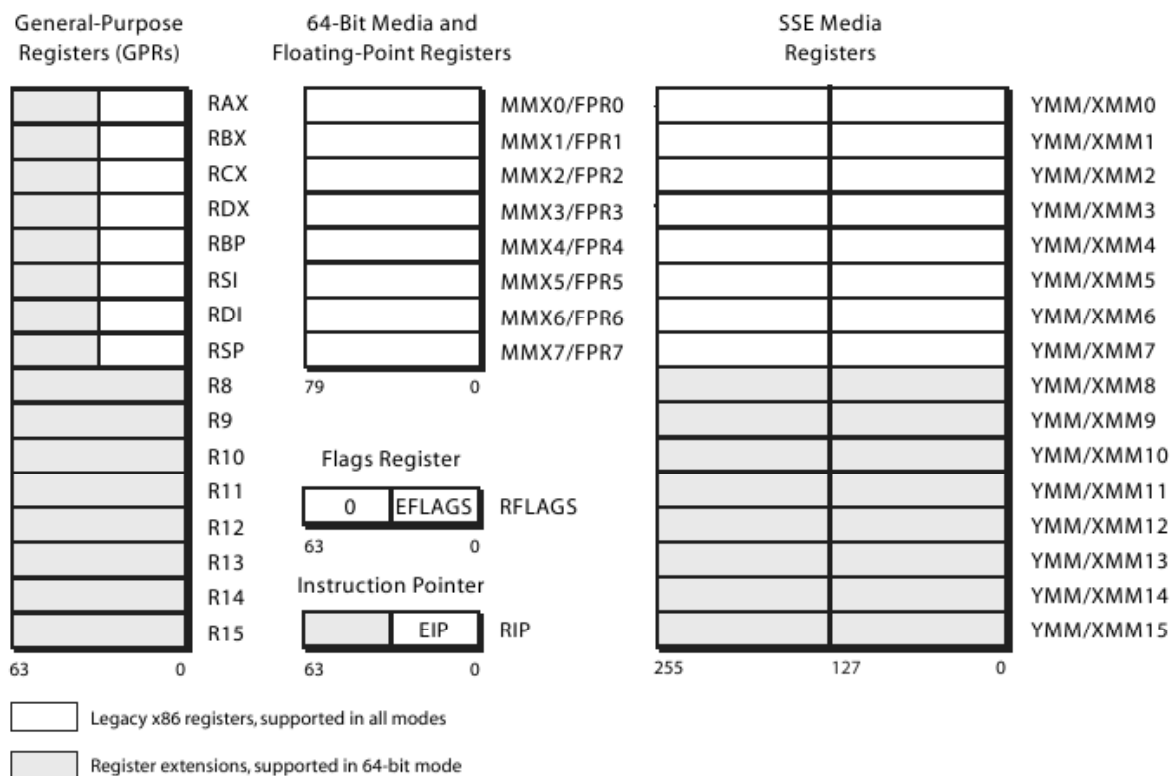 General-Purpose
Registers (GPRs)
RAX
RBX
RCX
RDX
RBP
RSI
RDI
RSP
R8
R9
R10
R11
R12
R13
R14
R15
63 0
64-Bit Media and
Floating-Point Registers
MMX0/FPR0
MMX1/FPR1
MMX2/FPR2
MMX3/FPR3
MMX4/FPR4
MMX5/FPR5
MMX6/FPR6
MMX7/FPR7
79 0
Flags Register
0 EFLAGS RFLAGS
63 0
Instruction Pointer
EIP RIP
63 0
SSE Media
Registers
YMM/XMM0
YMM/XMM1
YMM/XMM2
YMM/XMM3
YMM/XMM4
YMM/XMM5
YMM/XMM6
YMM/XMM7
YMM/XMM8
YMM/XMM9
YMM/XMM10
YMM/XMM11
YMM/XMM12
YMM/XMM13
YMM/XMM14
YMM/XMM15
255 127 0
Legacy x86 registers, supported in all modes
Register extensions, supported in 64-bit mode